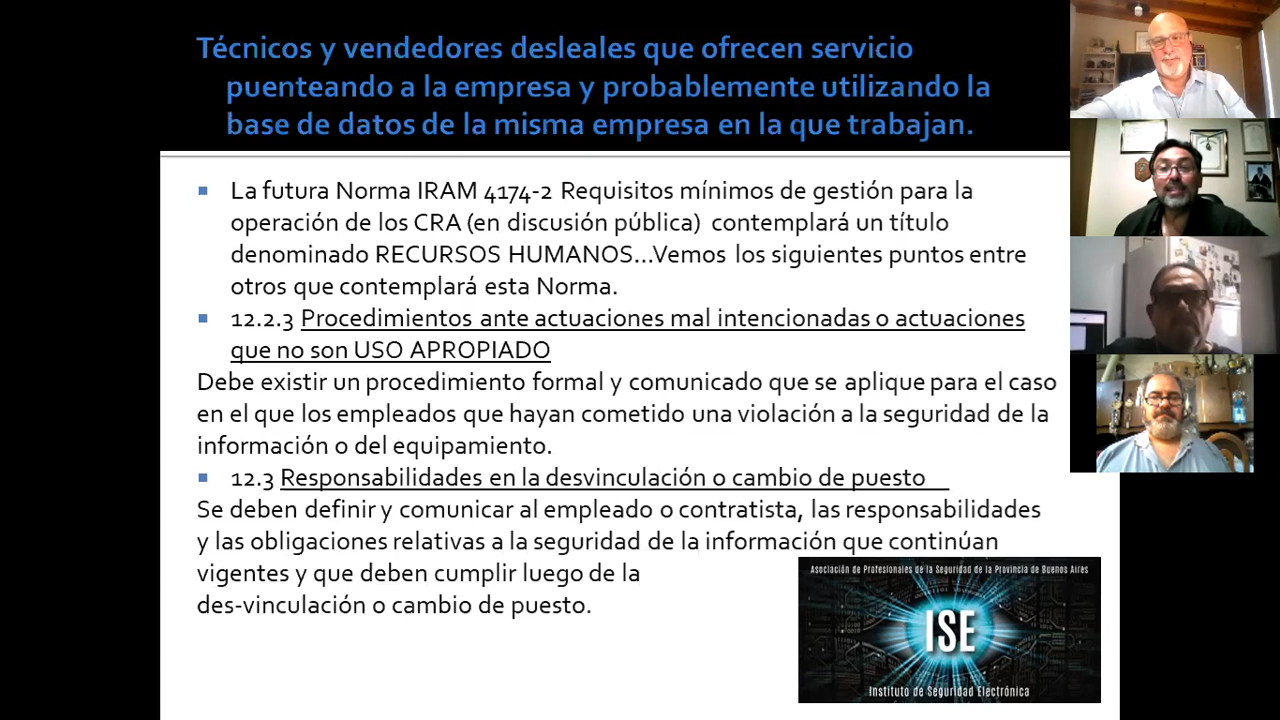 Técnicos y vendedores desleales que ofrecen servicio
puenteando a la empresa y probablemente utilizando la
base de datos de la misma empresa en la que trabajan.
La futura Norma IRAM 4174-2 Requisitos mínimos de gestión para la
operación de los CRA (en discusión pública) contemplará un título
denominado RECURSOS HUMANOS...Vemos los siguientes puntos entre
otros que contemplará esta Norma.
12.2.3 Procedimientos ante actuaciones mal intencionadas o actuaciones
que no son USO APROPIADO
Debe existir un procedimiento formal y comunicado que se aplique para el caso
en el que los empleados que hayan cometido una violación a la seguridad de la
información o del equipamiento.
12.3 Responsabilidades en la desvinculación o cambio de puesto
Se deben definir y comunicar al empleado o contratista, las responsabilidades
y las obligaciones relativas a la seguridad de la información que continúan
vigentes y que deben cumplir luego de la
des-vinculación o cambio de puesto.
Asociación de Profesionales de la Seguridad de la Provincia de Buenos Aires
ISE
Instituto de Seguridad Electrónica